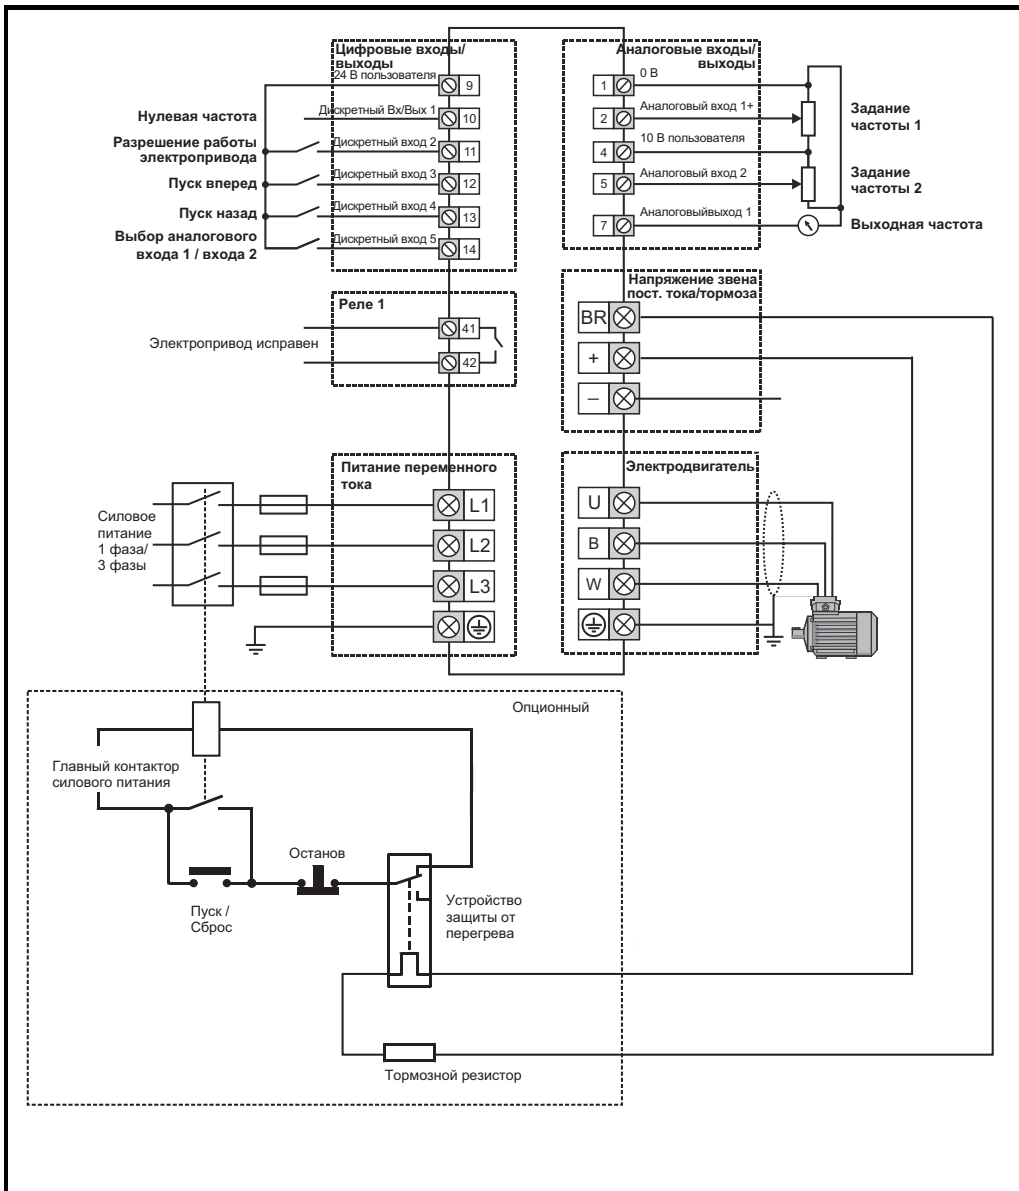 Цифровые входы/
выходы
24 В пользователя
9
Нулевая частота
Дискретный Вх/Вых 1
10
Разрешение работы
электропривода
Дискретный вход 2
11
Пуск вперед
Дискретный вход 3
12
Пуск назад
Дискретный вход 4
13
Выбор аналогового
входа 1 / входа 2
Дискретный вход 5
14
Аналоговые входы/
выходы
1
0 В
2
Аналоговый вход 1+
Задание
частоты 1
4
10 В пользователя
5
Аналоговый вход 2
Задание
частоты 2
7
Аналоговыйвыход 1
Выходная частота
Реле 1
41
Электропривод исправен
42
Напряжение звена
пост. тока/тормоза
BR
+
–
Питание переменного
тока
Силовое
питание
1 фаза/
3 фазы
L1
L2
L3
Электродвигатель
U
В
W
Опционный
Главный контактор
силового питания
Останов
Пуск /
Сброс
Устройство
защиты от
перегрева
Тормозной резистор